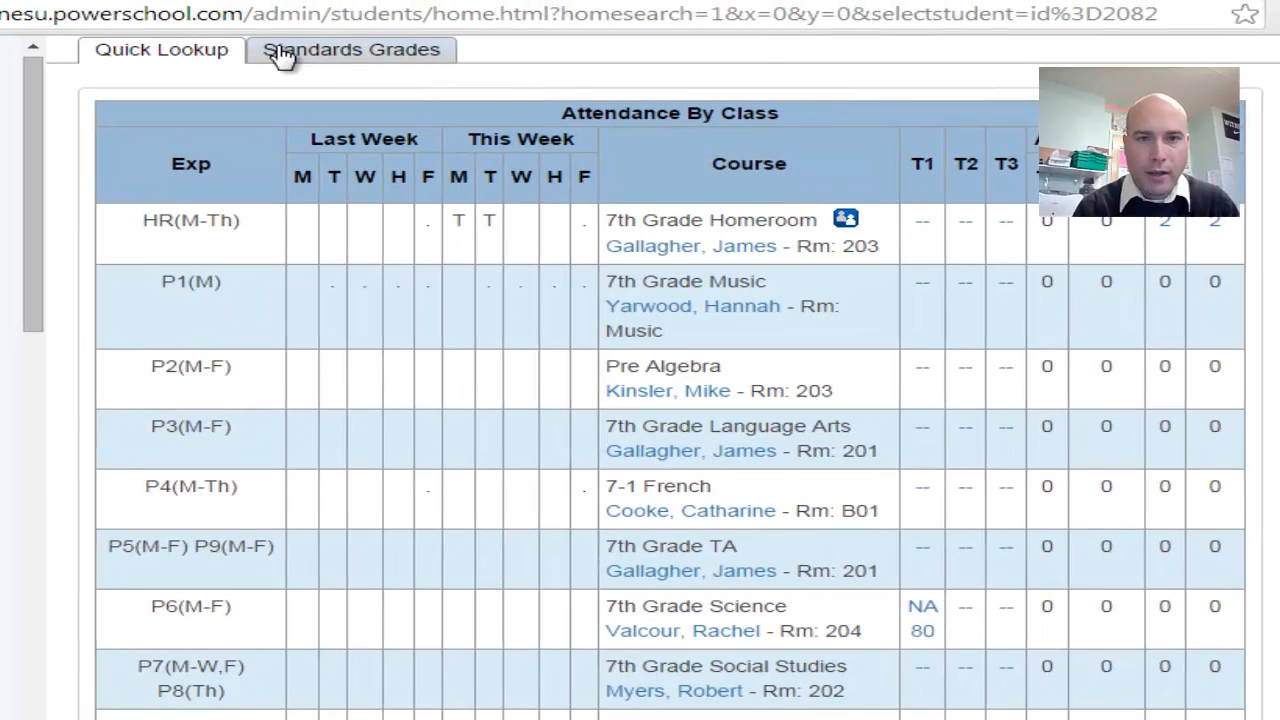 nesu.powerschool.com/admin/students/home.html?homesearch=1&x=0&y=0&selectstudent=id%3D2082
Quick Lookup Standards Grades
Attendance By Class
Exp Last Week This Week Course T1 T2 T3
M T W H F M T W H F
HR(M-Th) . T T . 7th Grade Homeroom -- -- -- 0 0 2 2
Gallagher, James - Rm: 203
P1(M) . . . . . . . . 7th Grade Music -- -- -- 0 0 0 0
Yarwood, Hannah - Rm:
Music
P2(M-F) Pre Algebra -- -- -- 0 0 0 0
Kinsler, Mike - Rm: 203
P3(M-F) 7th Grade Language Arts -- -- -- 0 0 0 0
Gallagher, James - Rm: 201
P4(M-Th) . . 7-1 French -- -- -- 0 0 0 0
Cooke, Catharine - Rm: B01
P5(M-F) P9(M-F) 7th Grade TA -- -- -- 0 0 0 0
Gallagher, James - Rm: 201
P6(M-F) 7th Grade Science NA -- -- 0 0 0 0
Valcour, Rachel - Rm: 204 80
P7(M-W,F) 7th Grade Social Studies -- -- -- 0 0 0 0
P8(Th) Myers, Robert - Rm: 202